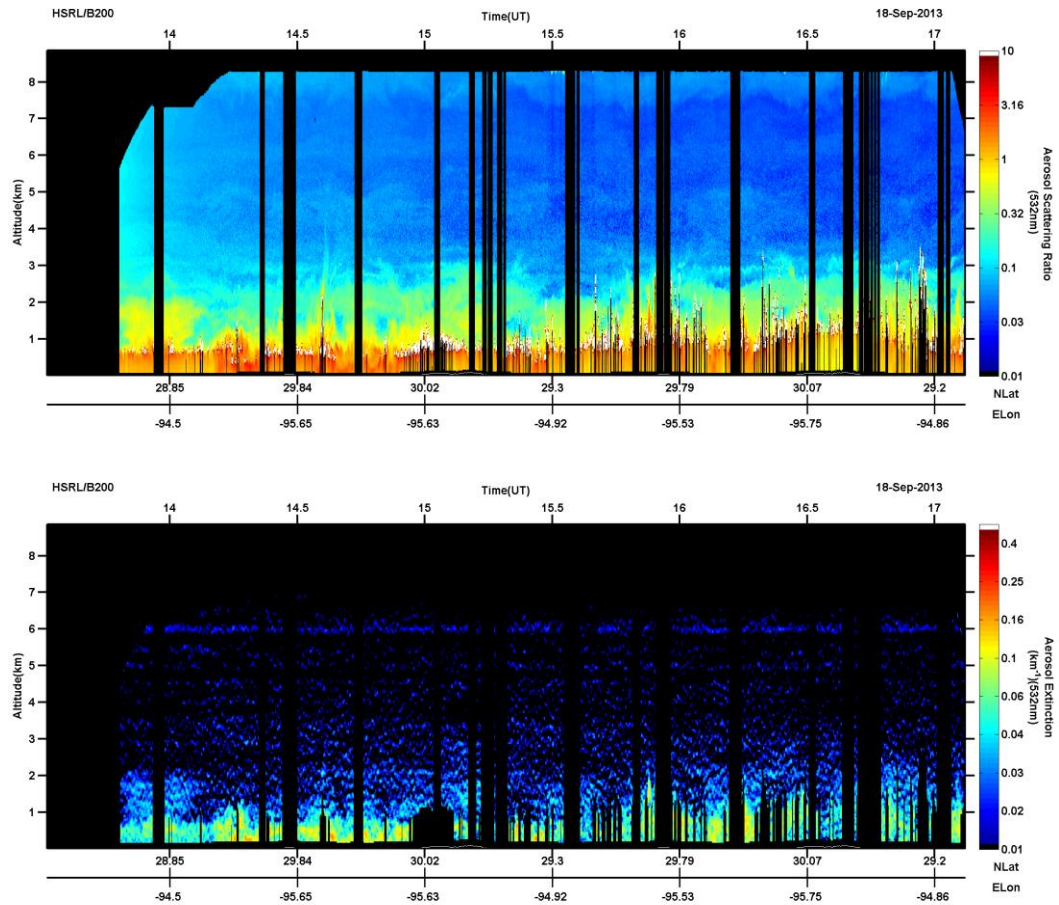 HSRL/B200 Time(UT) 18-Sep-2013
14 14.5 15 15.5 16 16.5 17
8
7
6
5
4
3
2
1
Altitude(km)
10
3.16
1
0.32
0.1
0.03
0.01
Aerosol Scattering Ratio
(532nm)
28.85 29.84 30.02 29.3 29.79 30.07 29.2 NLat
-94.5 -95.65 -95.63 -94.92 -95.53 -95.75 -94.86 ELon
HSRL/B200 Time(UT) 18-Sep-2013
14 14.5 15 15.5 16 16.5 17
8
7
6
5
4
3
2
1
Altitude(km)
0.4
0.25
0.16
0.1
0.06
0.04
0.03
0.02
0.01
Aerosol Extinction
(km⁻¹)(532nm)
28.85 29.84 30.02 29.3 29.79 30.07 29.2 NLat
-94.5 -95.65 -95.63 -94.92 -95.53 -95.75 -94.86 ELon